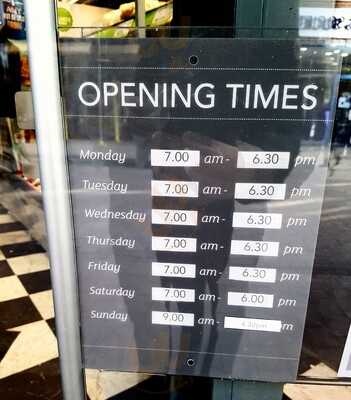 OPENING TIMES
Monday 7.00 am - 6.30 pm
Tuesday 7.00 am - 6.30 pm
Wednesday 7.00 am - 6.30 pm
Thursday 7.00 am - 6.30 pm
Friday 7.00 am - 6.30 pm
Saturday 7.00 am - 6.00 pm
Sunday 9.00 am - 4.30pm